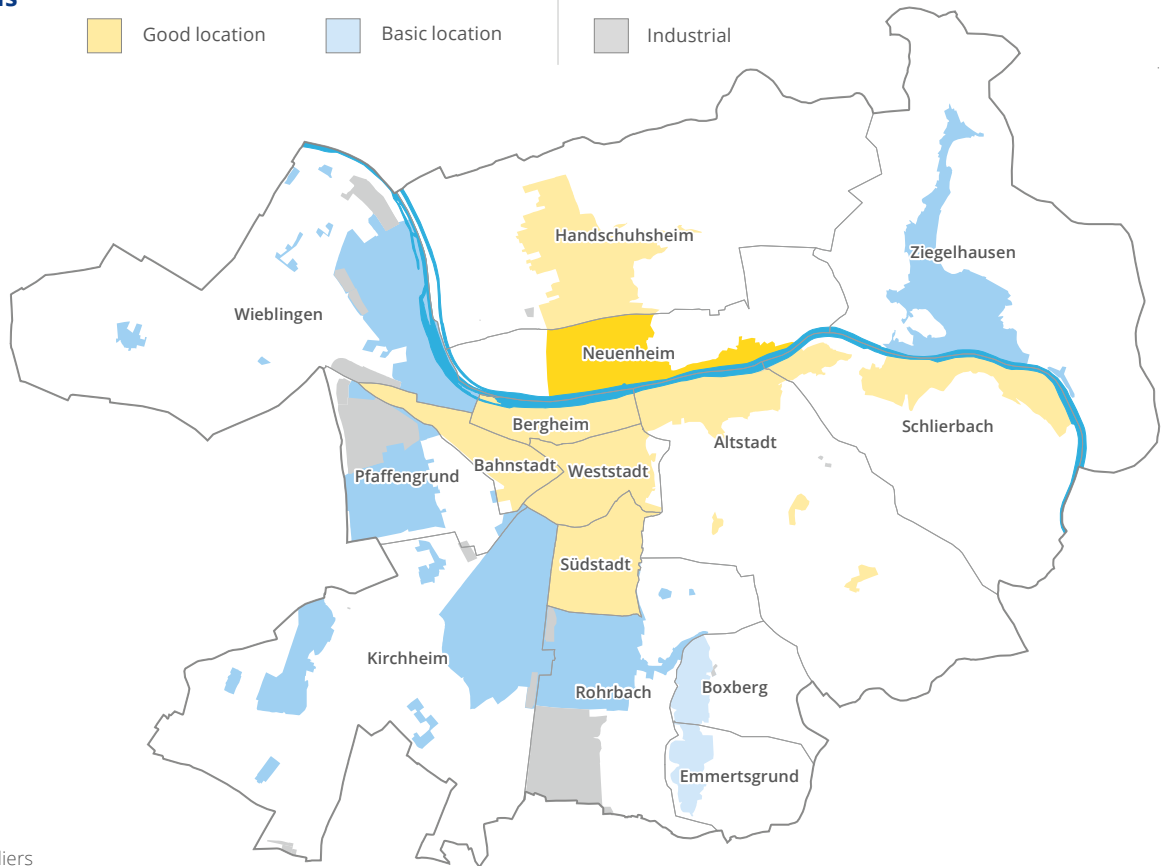 Good location
Basic location
Industrial
Handschuhsheim
Ziegelhausen
Wieblingen
Neuenheim
Bergheim
Schlierbach
Altstadt
Bahnstadt
Weststadt
Pfaffengrund
Südstadt
Kirchheim
Rohrbach
Boxberg
Emmertsgrund
liers